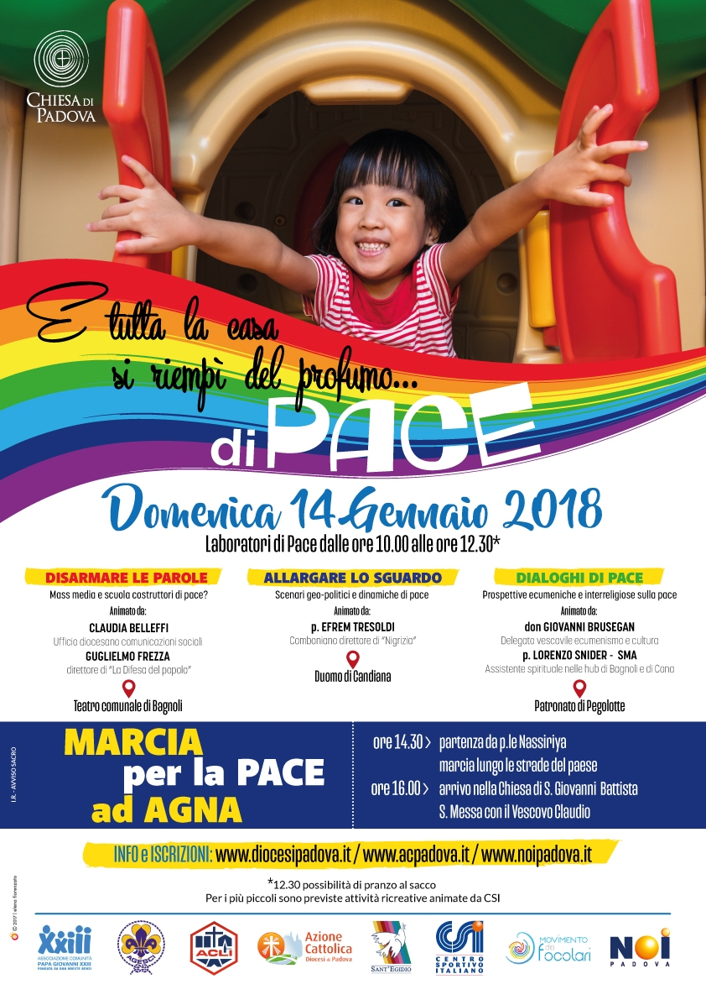 CHIESA DI
PADOVA
E tutta la casa
si riempì del profumo...
di PACE
Domenica 14 Gennaio 2018
Laboratori di Pace dalle ore 10.00 alle ore 12.30*
DISARMARE LE PAROLE
Mass media e scuola costruttori di pace?
Animato da:
CLAUDIA BELLEFFI
Ufficio diocesano comunicazioni sociali
GUGLIELMO FREZZA
direttore di "La Difesa del popolo"
Teatro comunale di Bagnoli
ALLARGARE LO SGUARDO
Scenari geo-politici e dinamiche di pace
Animato da:
p. EFREM TRESOLDI
Comboniano direttore di "Nigrizia"
Duomo di Candiana
DIALOGHI DI PACE
Prospettive ecumeniche e interreligiose sulla pace
Animato da:
don GIOVANNI BRUSEGAN
Delegato vescovile ecumenismo e cultura
p. LORENZO SNIDER - SMA
Assistente spirituale nelle hub di Bagnoli e di Cona
Patronato di Pegolotte
MARCIA
per la PACE
ad AGNA
ore 14.30 > partenza da p.le Nassiriya
marcia lungo le strade del paese
ore 16.00 > arrivo nella Chiesa di S. Giovanni Battista
S. Messa con il Vescovo Claudio
I.R. - AVVISO SACRO
INFO e ISCRIZIONI: www.diocesipadova.it / www.acpadova.it / www.noipadova.it
*12.30 possibilità di pranzo al sacco
Per i più piccoli sono previste attività ricreative animate da CSI
© 2017 | elena fiorenzato
xxiii
ASSOCIAZIONE COMUNITÀ
PAPA GIOVANNI XXIII
FONDATA DA DON ORESTE BENZI
AGESCI
ACLI
Azione
Cattolica
Diocesi di Padova
SANT'EGIDIO
CSI
CENTRO
SPORTIVO
ITALIANO
MOVIMENTO
dei
focolari
NOI
PADOVA